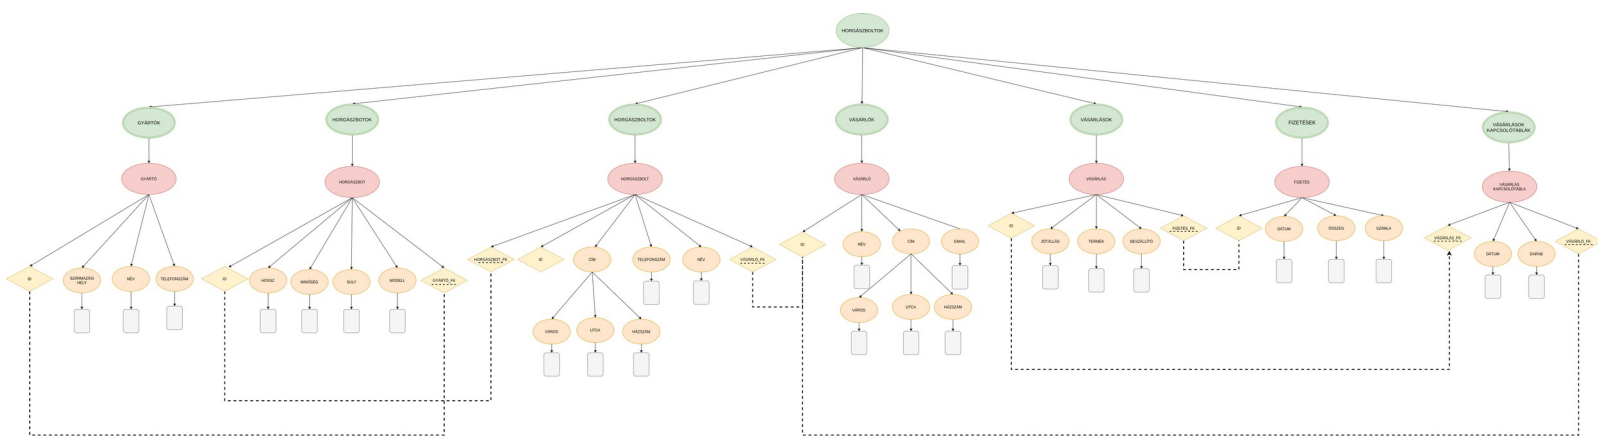 HORGÁSZBOLTOK
GYÁRTÓK
HORGÁSZBOTOK
HORGÁSZBOLTOK
VÁSÁRLÓK
VÁSÁRLÁSOK
FIZETÉSEK
VÁSÁRLÁSOK
KAPCSOLÓTÁBLÁK
GYÁRTÓ
HORGÁSZBOT
HORGÁSZBOLT
VÁSÁRLÓ
VÁSÁRLÁS
FIZETÉS
VÁSÁRLÁS
KAPCSOLÓTÁBLA
ID
SZÁRMAZÁSI
HELY
NÉV
TELEFONSZÁM
ID
HOSSZ
MINŐSÉG
SÚLY
MODELL
GYÁRTÓ_FK
HORGÁSZBOT_FK
ID
CÍM
TELEFONSZÁM
NÉV
VÁSÁRLÓ_FK
VÁROS
UTCA
HÁZSZÁM
ID
NÉV
CÍM
EMAIL
VÁROS
UTCA
HÁZSZÁM
ID
JÓTÁLLÁS
TERMÉK
BESZÁLLÍTÓ
FIZETÉS_FK
ID
DÁTUM
ÖSSZEG
SZÁMLA
VÁSÁRLÁS_FK
DÁTUM
DARAB
VÁSÁRLÓ_FK